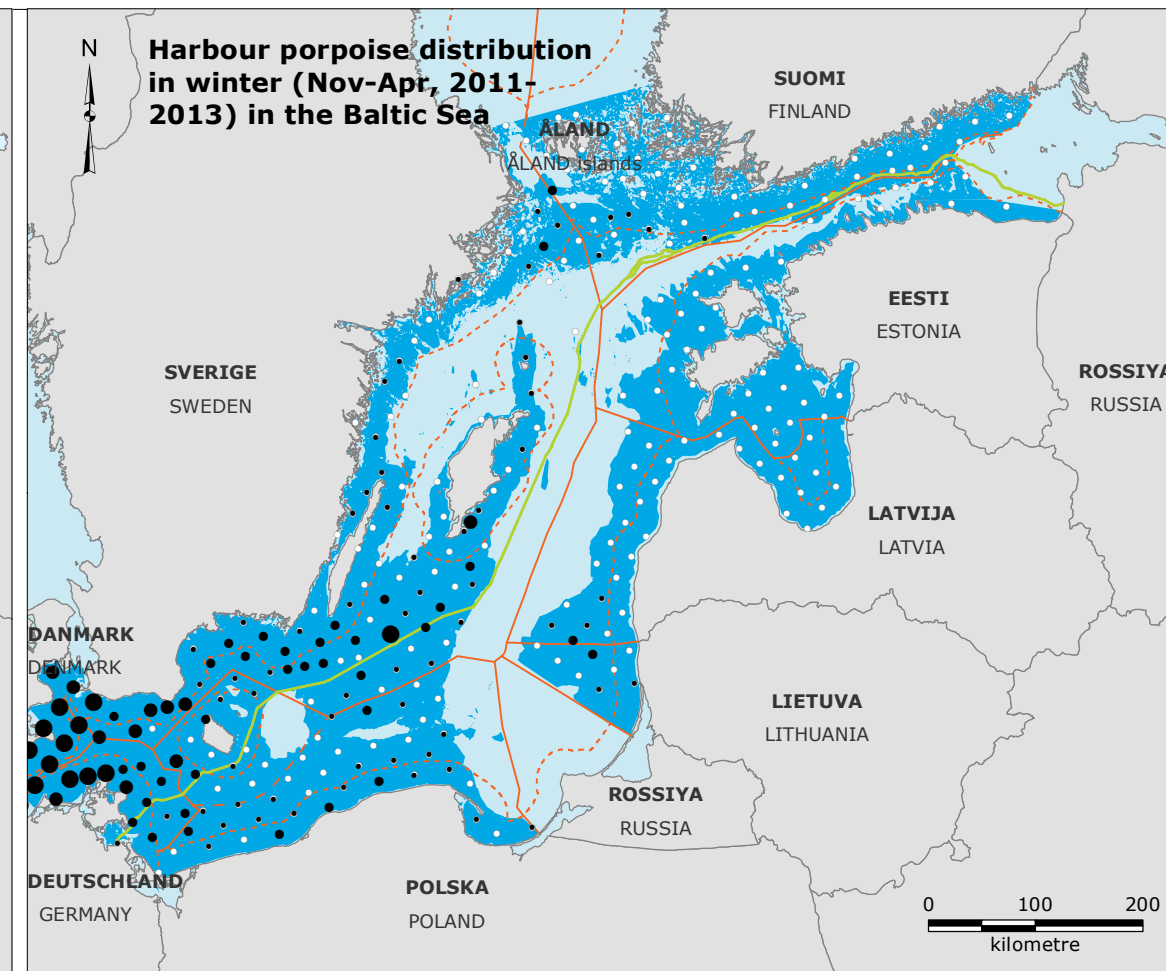 N
Harbour porpoise distribution
in winter (Nov-Apr, 2011-
2013) in the Baltic Sea
SUOMI
FINLAND
ÅLAND
ÅLAND islands
EESTI
ESTONIA
SVERIGE
SWEDEN
ROSSIYA
RUSSIA
LATVIJA
LATVIA
DANMARK
DENMARK
LIETUVA
LITHUANIA
ROSSIYA
RUSSIA
DEUTSCHLAND
GERMANY
POLSKA
POLAND
0 100 200
kilometre